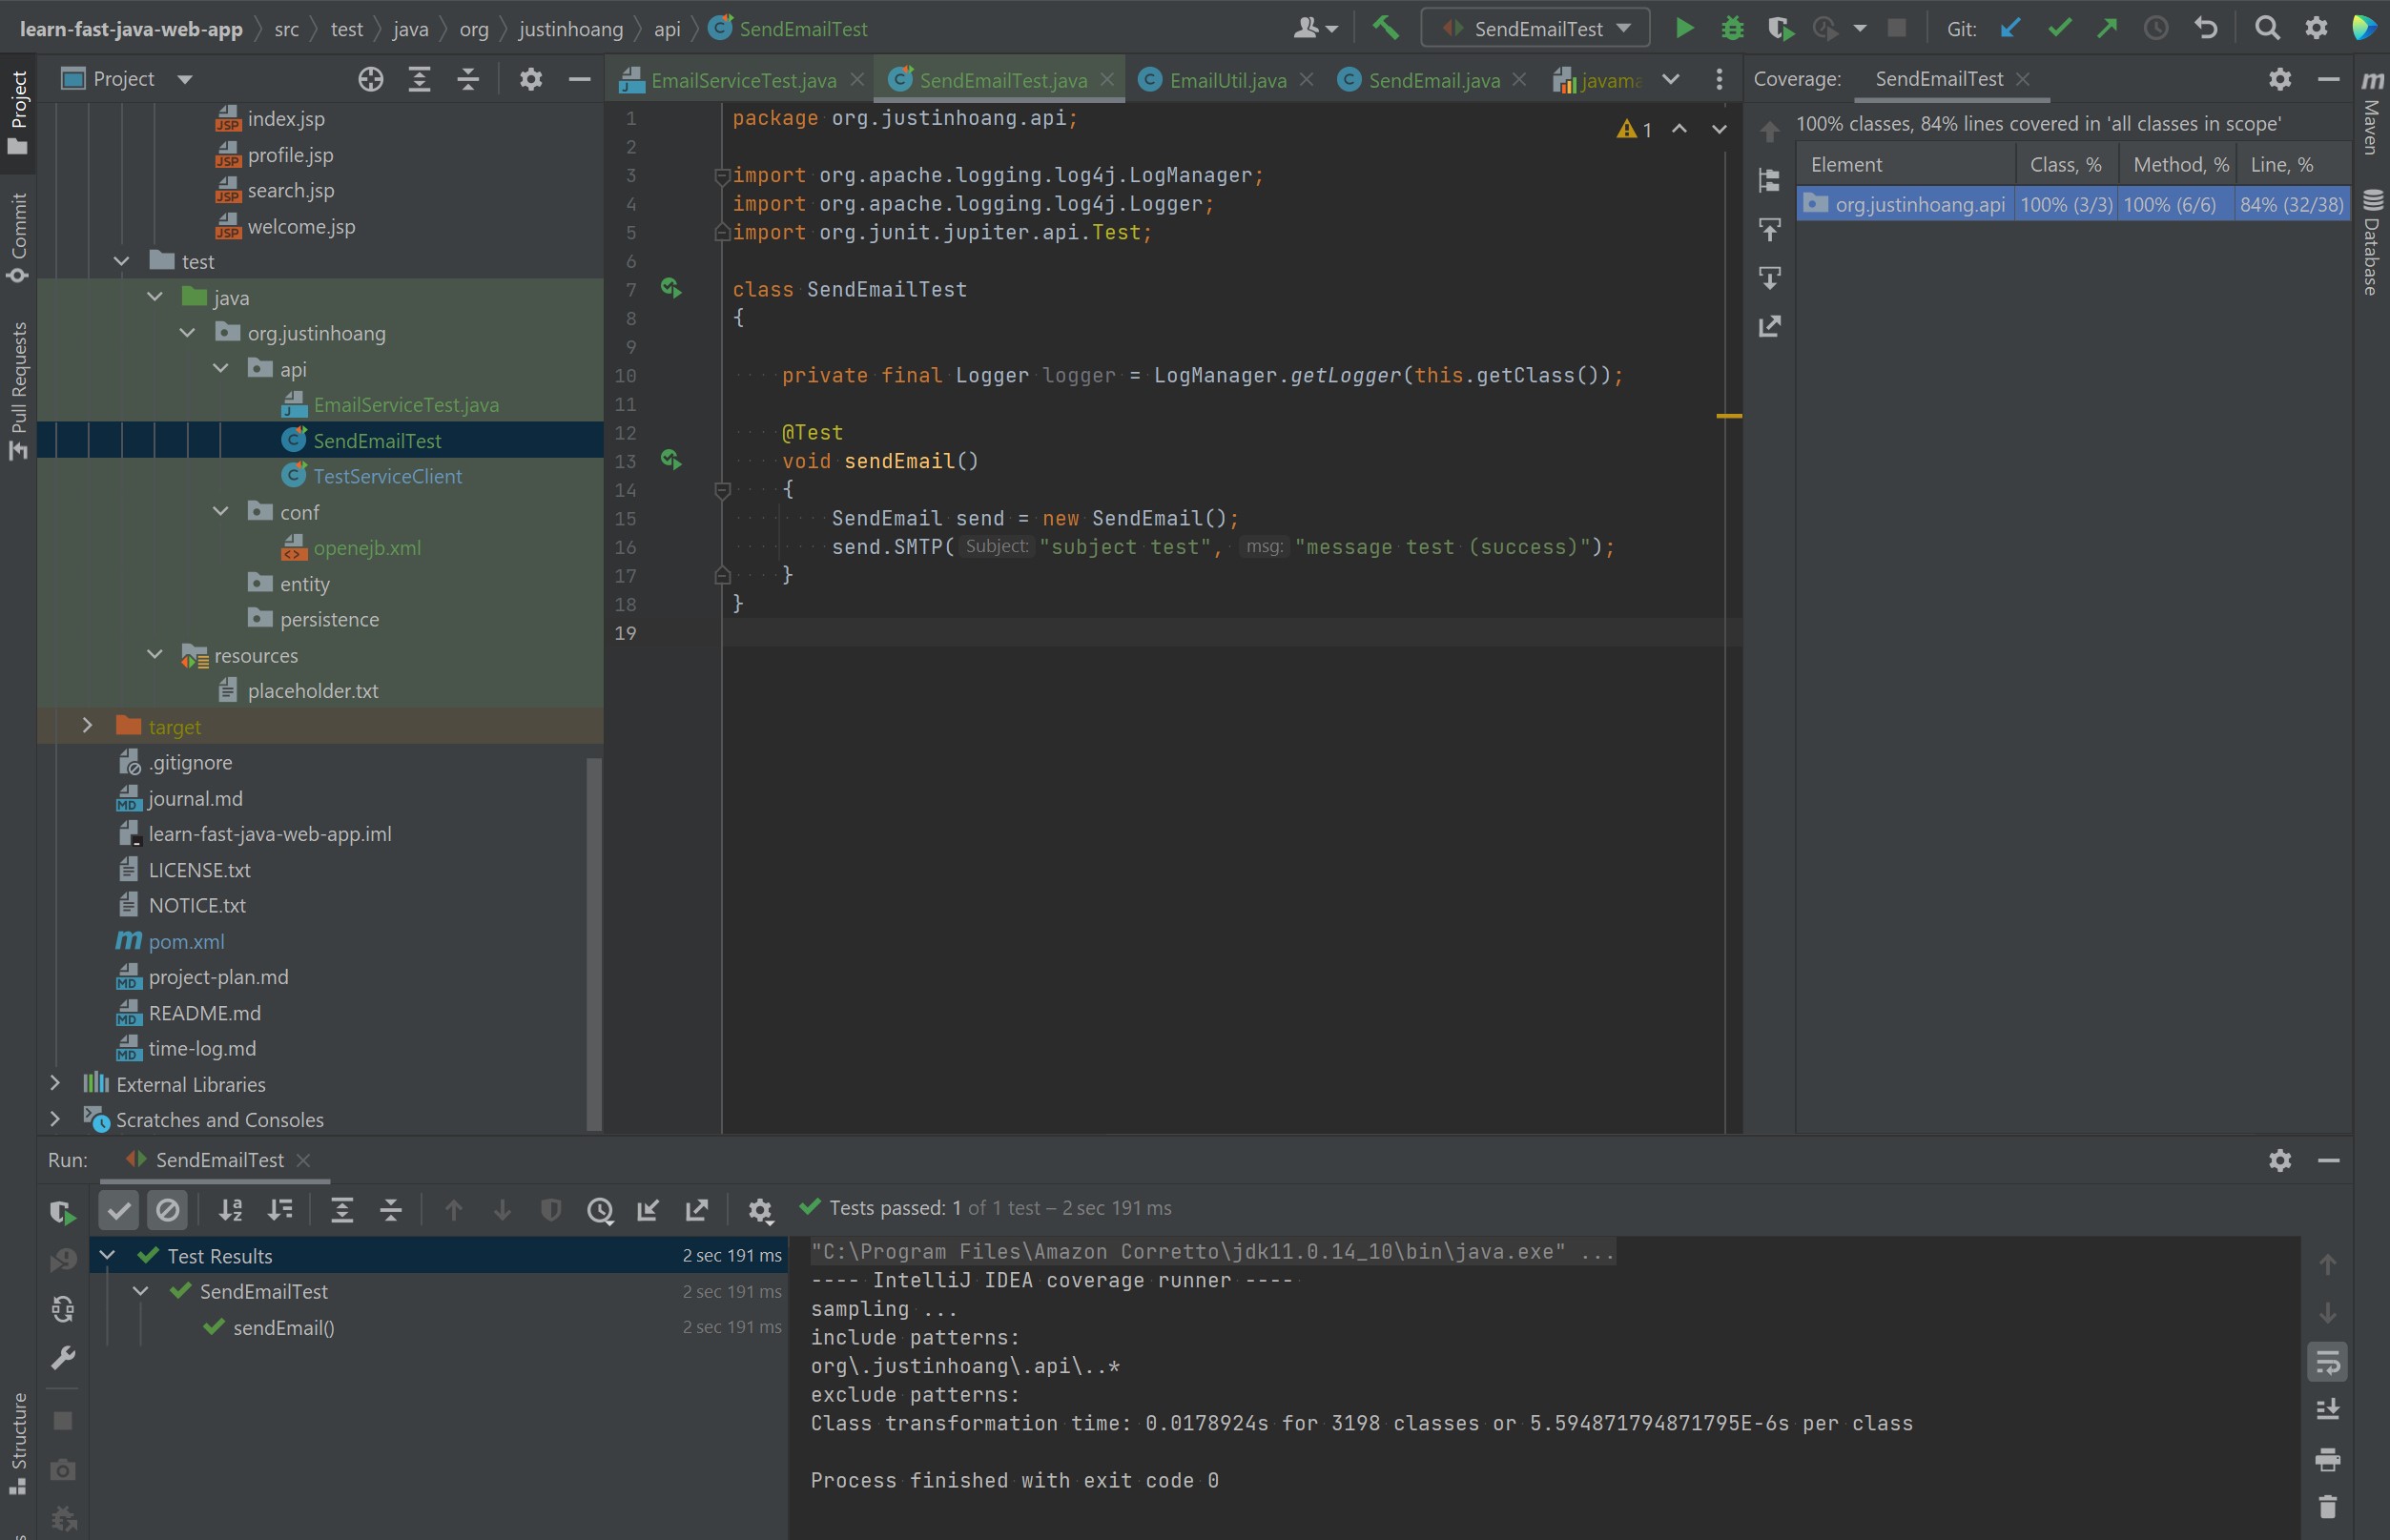 learn-fast-java-web-app src test java org justinhoang api SendEmailTest SendEmailTest Git:
Project
EmailServiceTest.java SendEmailTest.java EmailUtil.java SendEmail.java javama
Coverage: SendEmailTest
Project
Commit
Pull Requests
Structure
index.jsp
profile.jsp
search.jsp
welcome.jsp
test
java
org.justinhoang
api
EmailServiceTest.java
SendEmailTest
TestServiceClient
conf
openejb.xml
entity
persistence
resources
placeholder.txt
target
.gitignore
journal.md
learn-fast-java-web-app.iml
LICENSE.txt
NOTICE.txt
pom.xml
project-plan.md
README.md
time-log.md
External Libraries
Scratches and Consoles
1 package org.justinhoang.api;
2
3 import org.apache.logging.log4j.LogManager;
4 import org.apache.logging.log4j.Logger;
5 import org.junit.jupiter.api.Test;
6
7 class SendEmailTest
8 {
9
10 private final Logger logger = LogManager.getLogger(this.getClass());
11
12 @Test
13 void sendEmail()
14 {
15 SendEmail send = new SendEmail();
16 send.SMTP( Subject: "subject test", msg: "message test (success)");
17 }
18 }
19
1
100% classes, 84% lines covered in 'all classes in scope'
Element Class, % Method, % Line, %
org.justinhoang.api 100% (3/3) 100% (6/6) 84% (32/38)
Maven
Database
Run: SendEmailTest
Tests passed: 1 of 1 test – 2 sec 191 ms
Test Results 2 sec 191 ms
SendEmailTest 2 sec 191 ms
sendEmail() 2 sec 191 ms
"C:\Program Files\Amazon Corretto\jdk11.0.14_10\bin\java.exe" ...
---- IntelliJ IDEA coverage runner ----
sampling ...
include patterns:
org\.justinhoang\.api\..*
exclude patterns:
Class transformation time: 0.0178924s for 3198 classes or 5.594871794871795E-6s per class
Process finished with exit code 0